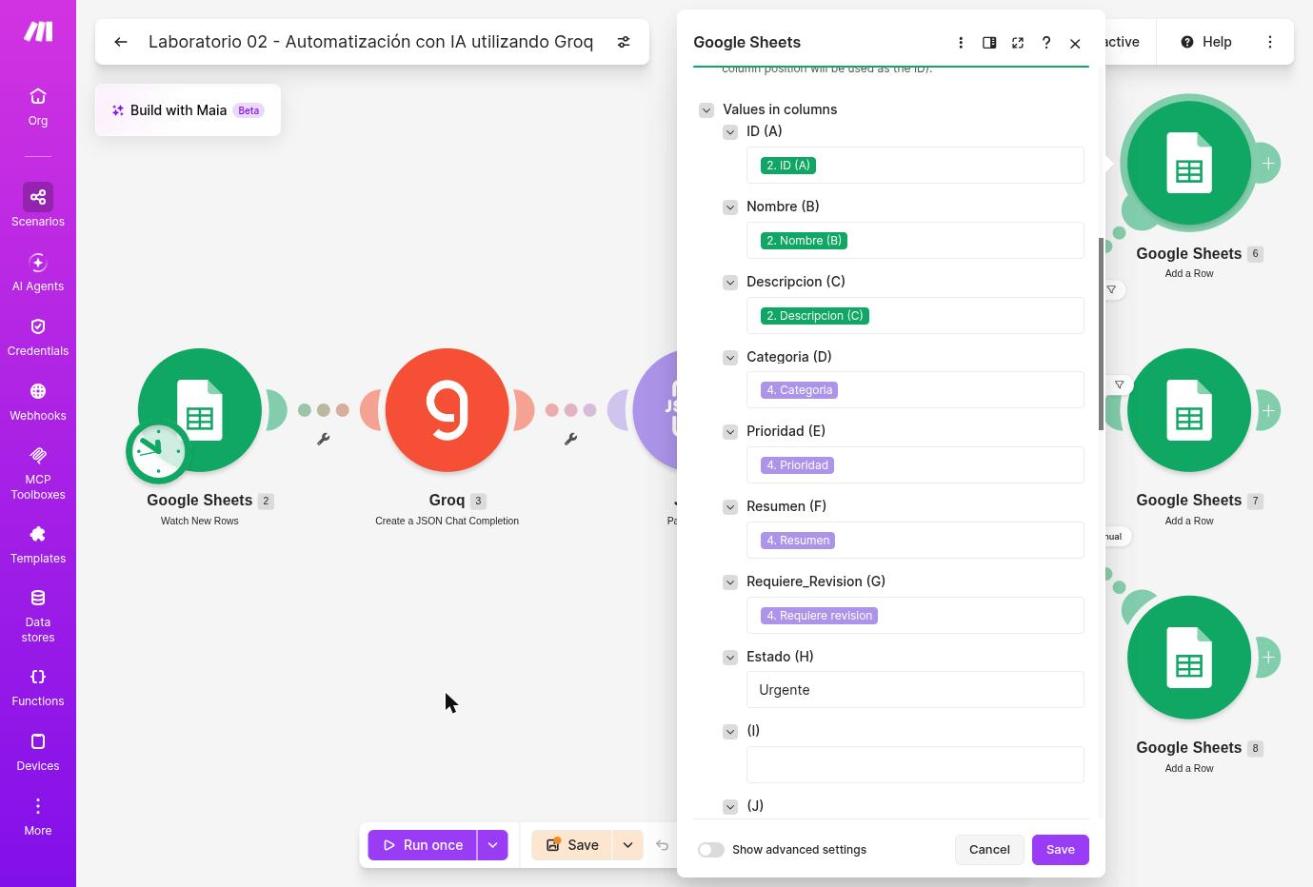 Laboratorio 02 - Automatización con IA utilizando Groq
Build with Maia Beta
Org
Scenarios
AI Agents
Credentials
Webhooks
MCP
Toolboxes
Templates
Data
stores
Functions
Devices
More
Google Sheets 2
Watch New Rows
Groq 3
Create a JSON Chat Completion
Run once
Save
Google Sheets
column position will be used as the ID).
Values in columns
ID (A)
2. ID (A)
Nombre (B)
2. Nombre (B)
Descripcion (C)
2. Descripcion (C)
Categoria (D)
4. Categoria
Prioridad (E)
4. Prioridad
Resumen (F)
4. Resumen
Requiere_Revision (G)
4. Requiere revision
Estado (H)
Urgente
(I)
(J)
Show advanced settings
Cancel
Save
Help
Google Sheets 6
Add a Row
Google Sheets 7
Add a Row
Google Sheets 8
Add a Row